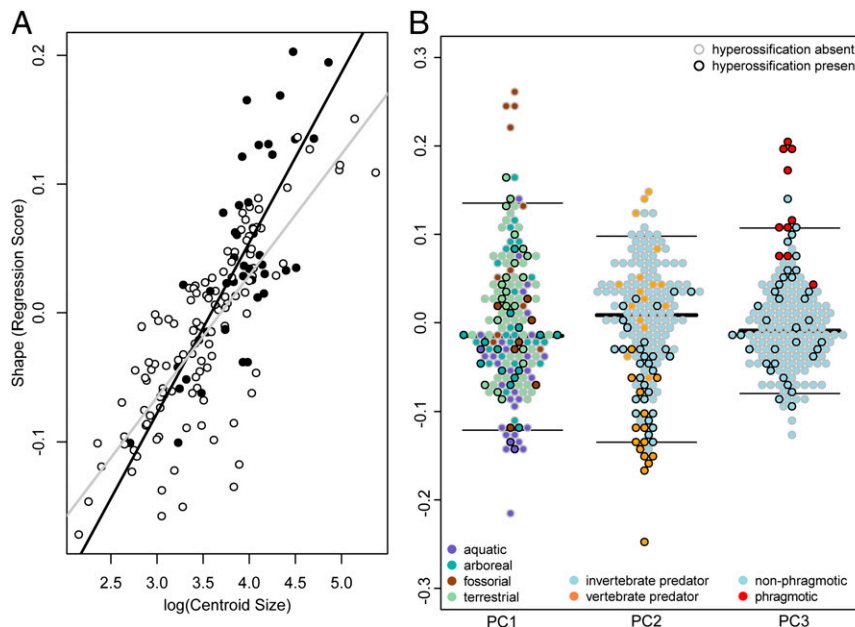 A
B
Shape (Regression Score)
0.2
0.1
0.0
-0.1
2.5 3.0 3.5 4.0 4.5 5.0
log(Centroid Size)
0.3
0.2
0.1
0.0
-0.1
-0.2
-0.3
hyperossification absent
hyperossification present
aquatic
arboreal
fossorial
terrestrial
invertebrate predator
vertebrate predator
non-phragmotic
phragmotic
PC1 PC2 PC3